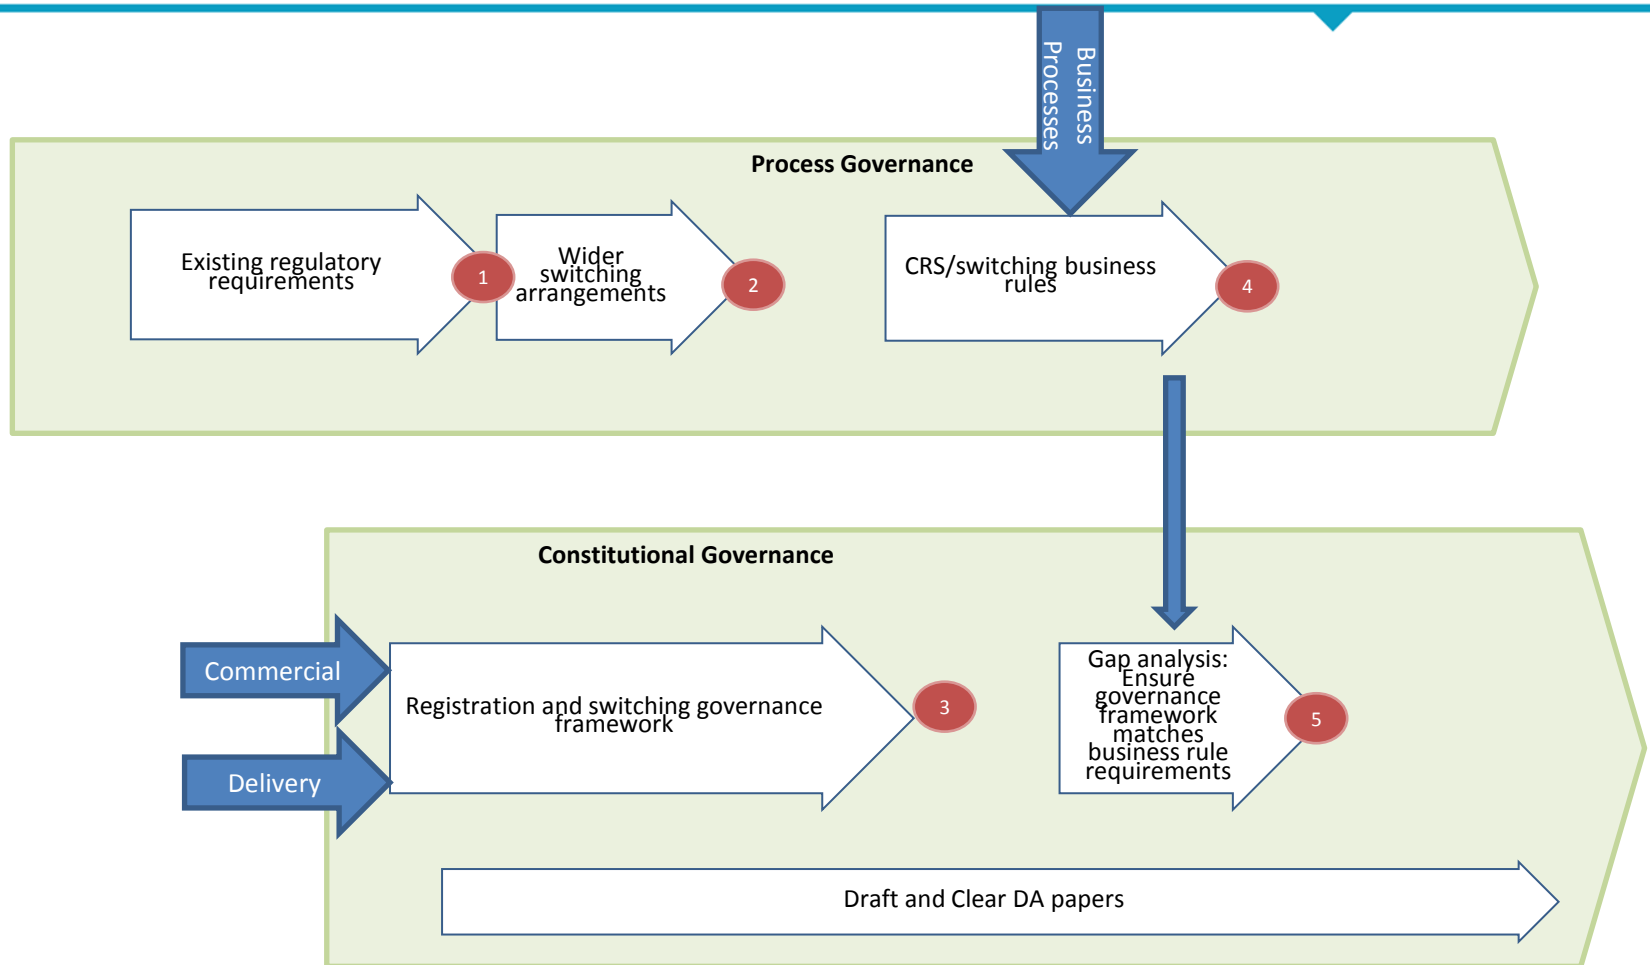 Business
Processes
Process Governance
Existing regulatory
requirements
1
Wider
switching
arrangements
2
CRS/switching business
rules
4
Constitutional Governance
Commercial
Delivery
Registration and switching governance
framework
3
Gap analysis:
Ensure
governance
framework
matches
business rule
requirements
5
Draft and Clear DA papers